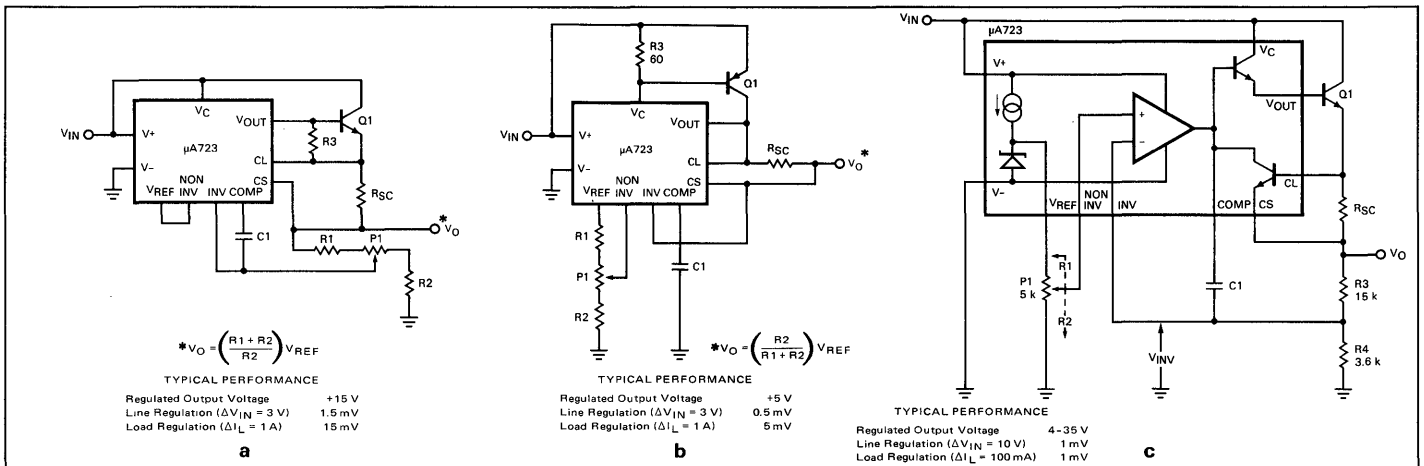 VIN
VC
V+
V–
μA723
VOUT
CL
CS
VREF
NON
INV
INV
COMP
R3
Q1
RSC
*
VO
C1
R1
P1
R2
*VO = (R1 + R2 / R2) VREF
TYPICAL PERFORMANCE
Regulated Output Voltage +15 V
Line Regulation (ΔVIN = 3 V) 1.5 mV
Load Regulation (ΔIL = 1 A) 15 mV
a
R3
60
Q1
VC
VIN
V+
V–
μA723
VOUT
CL
CS
RSC
VO*
VREF
NON
INV
INV
COMP
R1
P1
R2
C1
*VO = (R2 / R1 + R2) VREF
TYPICAL PERFORMANCE
Regulated Output Voltage +5 V
Line Regulation (ΔVIN = 3 V) 0.5 mV
Load Regulation (ΔIL = 1 A) 5 mV
b
VIN
μA723
V+
VC
VOUT
Q1
+
–
V–
CL
VREF
NON
INV
INV
COMP
CS
RSC
VO
R1
P1
5 k
R2
C1
R3
15 k
VINV
R4
3.6 k
TYPICAL PERFORMANCE
Regulated Output Voltage 4–35 V
Line Regulation (ΔVIN = 10 V) 1 mV
Load Regulation (ΔIL = 100 mA) 1 mV
c